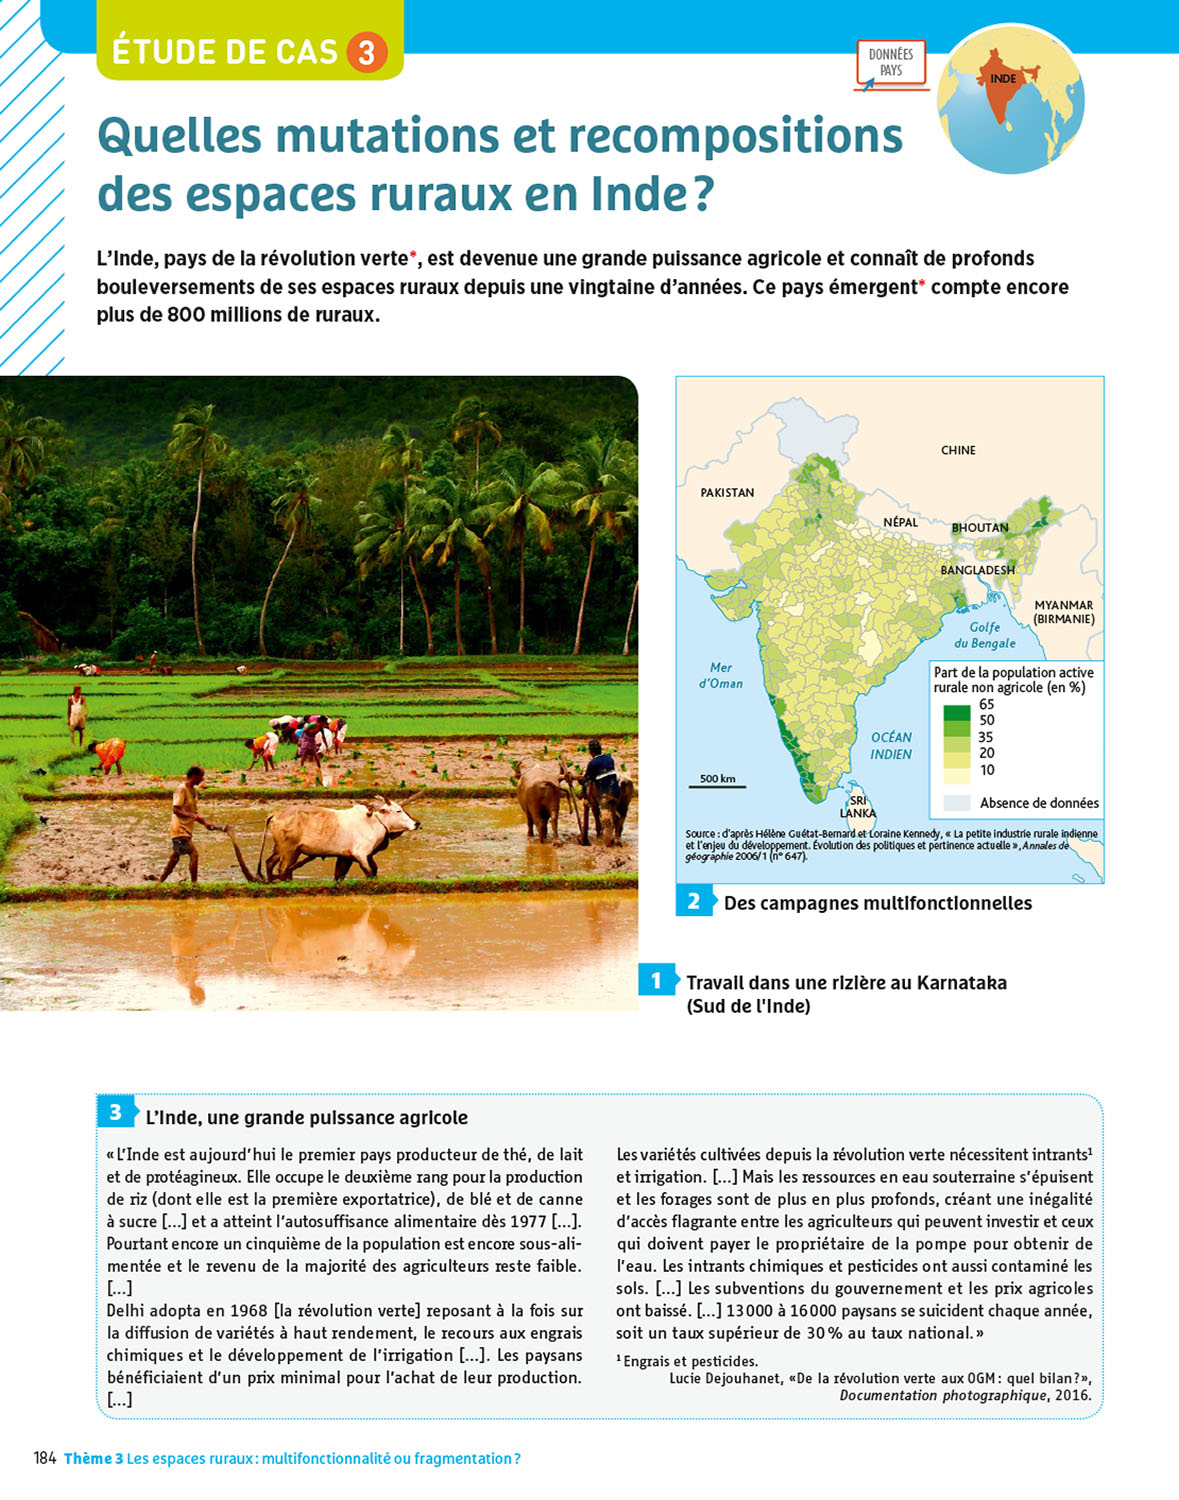 ÉTUDE DE CAS 3
DONNÉES
PAYS
INDE
Quelles mutations et recompositions
des espaces ruraux en Inde ?
L’Inde, pays de la révolution verte*, est devenue une grande puissance agricole et connaît de profonds
bouleversements de ses espaces ruraux depuis une vingtaine d’années. Ce pays émergent* compte encore
plus de 800 millions de ruraux.
CHINE
PAKISTAN
NÉPAL
BHOUTAN
BANGLADESH
MYANMAR
(BIRMANIE)
Golfe
du Bengale
Mer
d’Oman
Part de la population active
rurale non agricole (en %)
65
50
35
20
10
Absence de données
OCÉAN
INDIEN
500 km
SRI
LANKA
Source : d’après Hélène Guétat-Bernard et Loraine Kennedy, « La petite industrie rurale indienne
et l’enjeu du développement. Évolution des politiques et pertinence actuelle », Annales de
géographie 2006/1 (n° 647).
2 Des campagnes multifonctionnelles
1 Travail dans une rizière au Karnataka
(Sud de l'Inde)
3 L’Inde, une grande puissance agricole
« L’Inde est aujourd’hui le premier pays producteur de thé, de lait
et de protéagineux. Elle occupe le deuxième rang pour la production
de riz (dont elle est la première exportatrice), de blé et de canne
à sucre [...] et a atteint l’autosuffisance alimentaire dès 1977 [...].
Pourtant encore un cinquième de la population est encore sous-ali-
mentée et le revenu de la majorité des agriculteurs reste faible.
[...]
Delhi adopta en 1968 [la révolution verte] reposant à la fois sur
la diffusion de variétés à haut rendement, le recours aux engrais
chimiques et le développement de l’irrigation [...]. Les paysans
bénéficiaient d’un prix minimal pour l’achat de leur production.
[...]
Les variétés cultivées depuis la révolution verte nécessitent intrants¹
et irrigation. [...] Mais les ressources en eau souterraine s’épuisent
et les forages sont de plus en plus profonds, créant une inégalité
d’accès flagrante entre les agriculteurs qui peuvent investir et ceux
qui doivent payer le propriétaire de la pompe pour obtenir de
l’eau. Les intrants chimiques et pesticides ont aussi contaminé les
sols. [...] Les subventions du gouvernement et les prix agricoles
ont baissé. [...] 13 000 à 16 000 paysans se suicident chaque année,
soit un taux supérieur de 30 % au taux national. »
¹ Engrais et pesticides.
Lucie Dejouhanet, «De la révolution verte aux OGM : quel bilan ?»,
Documentation photographique, 2016.
184 Thème 3 Les espaces ruraux : multifonctionnalité ou fragmentation ?